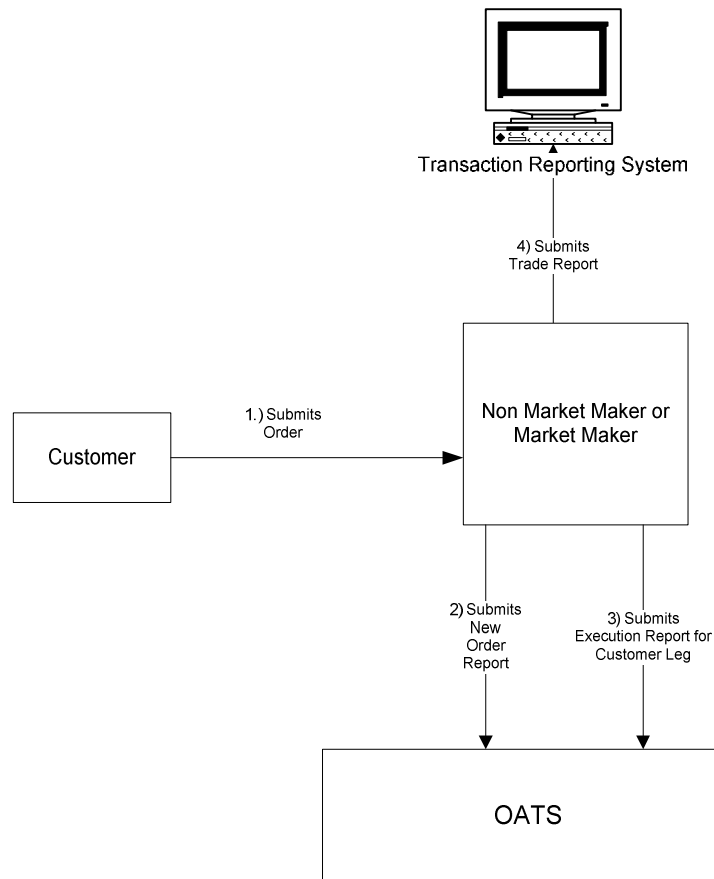 Transaction Reporting System
4) Submits
Trade Report
Non Market Maker or
Market Maker
1.) Submits
Order
Customer
2) Submits
New
Order
Report
3) Submits
Execution Report for
Customer Leg
OATS